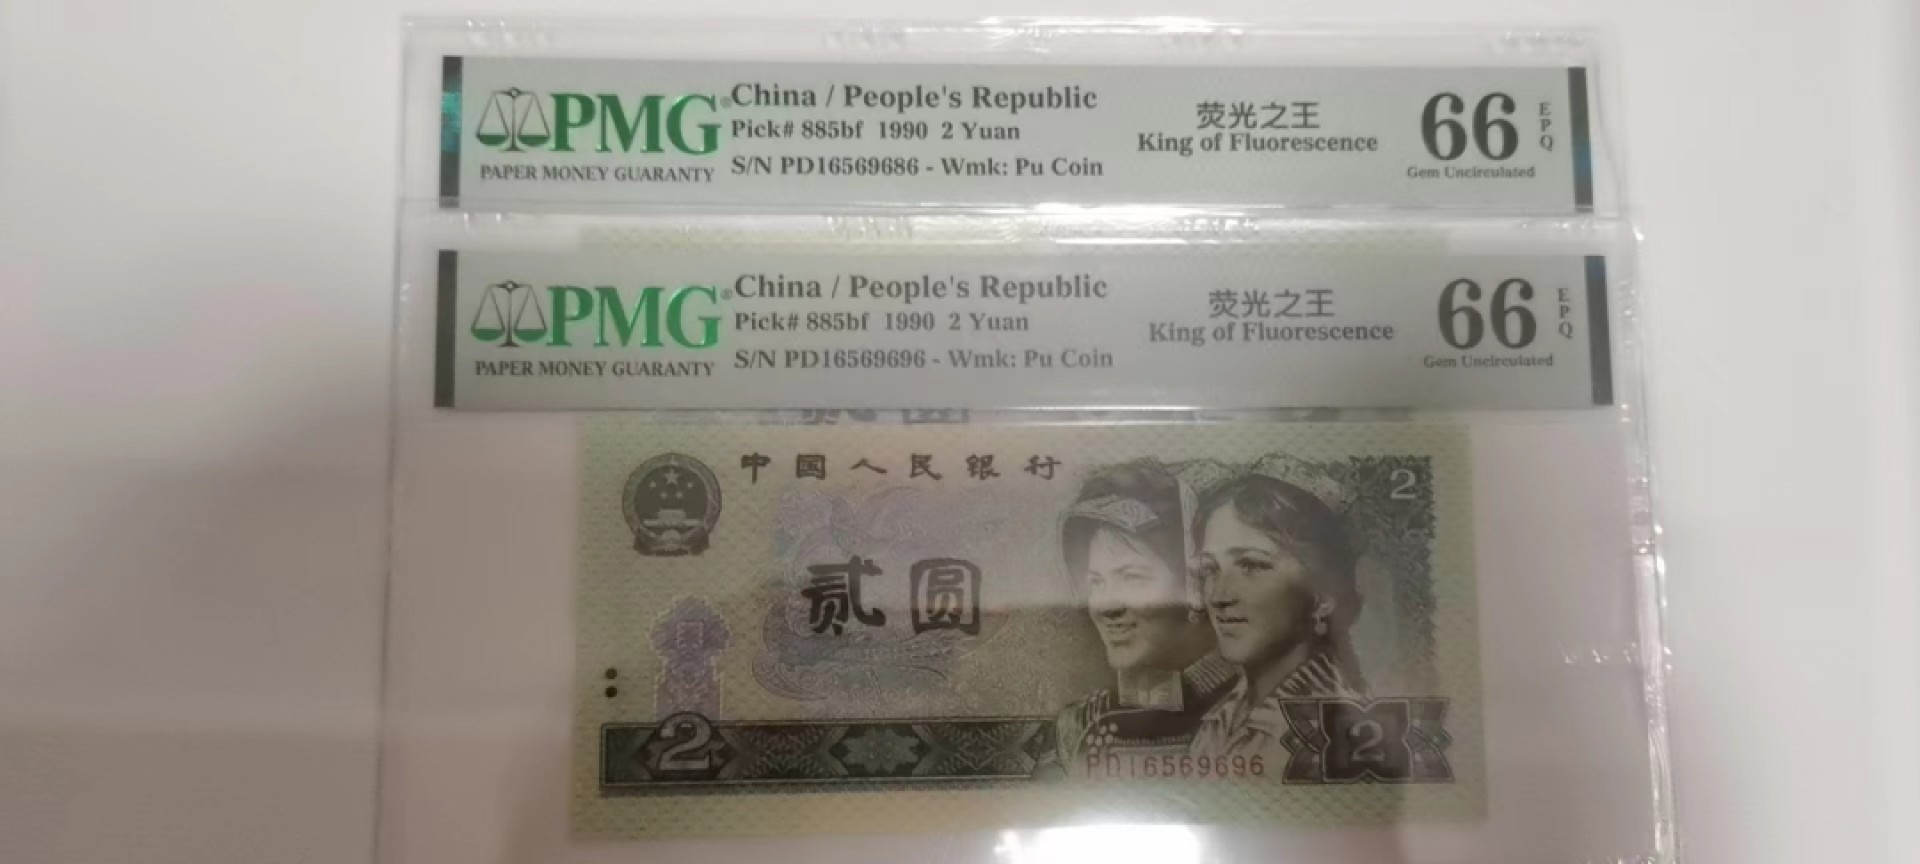 PMG
PAPER MONEY GUARANTY
China / People's Republic
Pick# 885bf 1990 2 Yuan
S/N PD16569686 - Wmk: Pu Coin
荧光之王
King of Fluorescence
66
EPQ
Gem Uncirculated
PMG
PAPER MONEY GUARANTY
China / People's Republic
Pick# 885bf 1990 2 Yuan
S/N PD16569696 - Wmk: Pu Coin
荧光之王
King of Fluorescence
66
EPQ
Gem Uncirculated
中国人民银行
2
贰圆
2
2
PD16569696